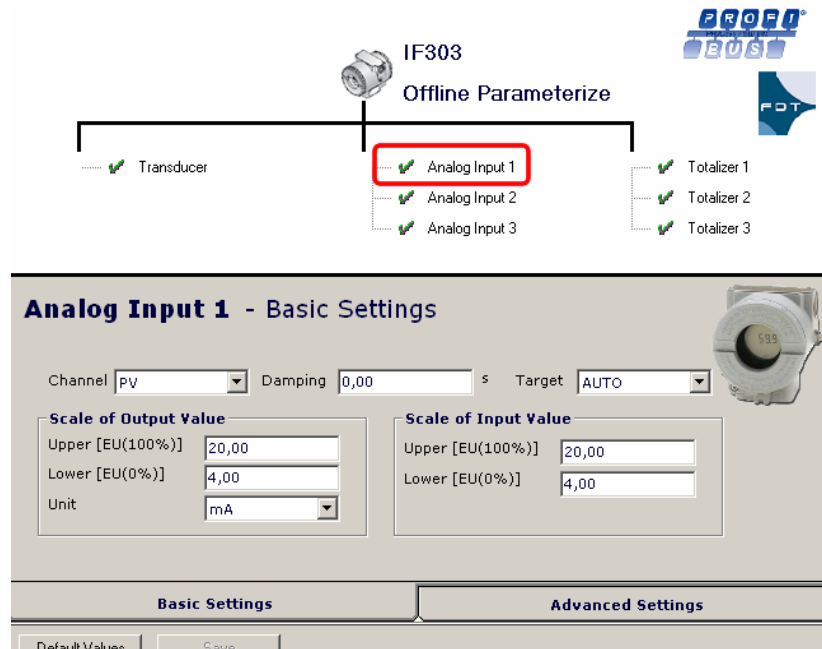 PROFI
BUS
IF303
Offline Parameterize
FDT
Transducer
Analog Input 1
Totalizer 1
Analog Input 2
Totalizer 2
Analog Input 3
Totalizer 3
Analog Input 1 - Basic Settings
59.9
Channel PV Damping 0,00 s Target AUTO
Scale of Output Value
Upper [EU(100%)] 20,00
Lower [EU(0%)] 4,00
Unit mA
Scale of Input Value
Upper [EU(100%)] 20,00
Lower [EU(0%)] 4,00
Basic Settings Advanced Settings
Default Values Save